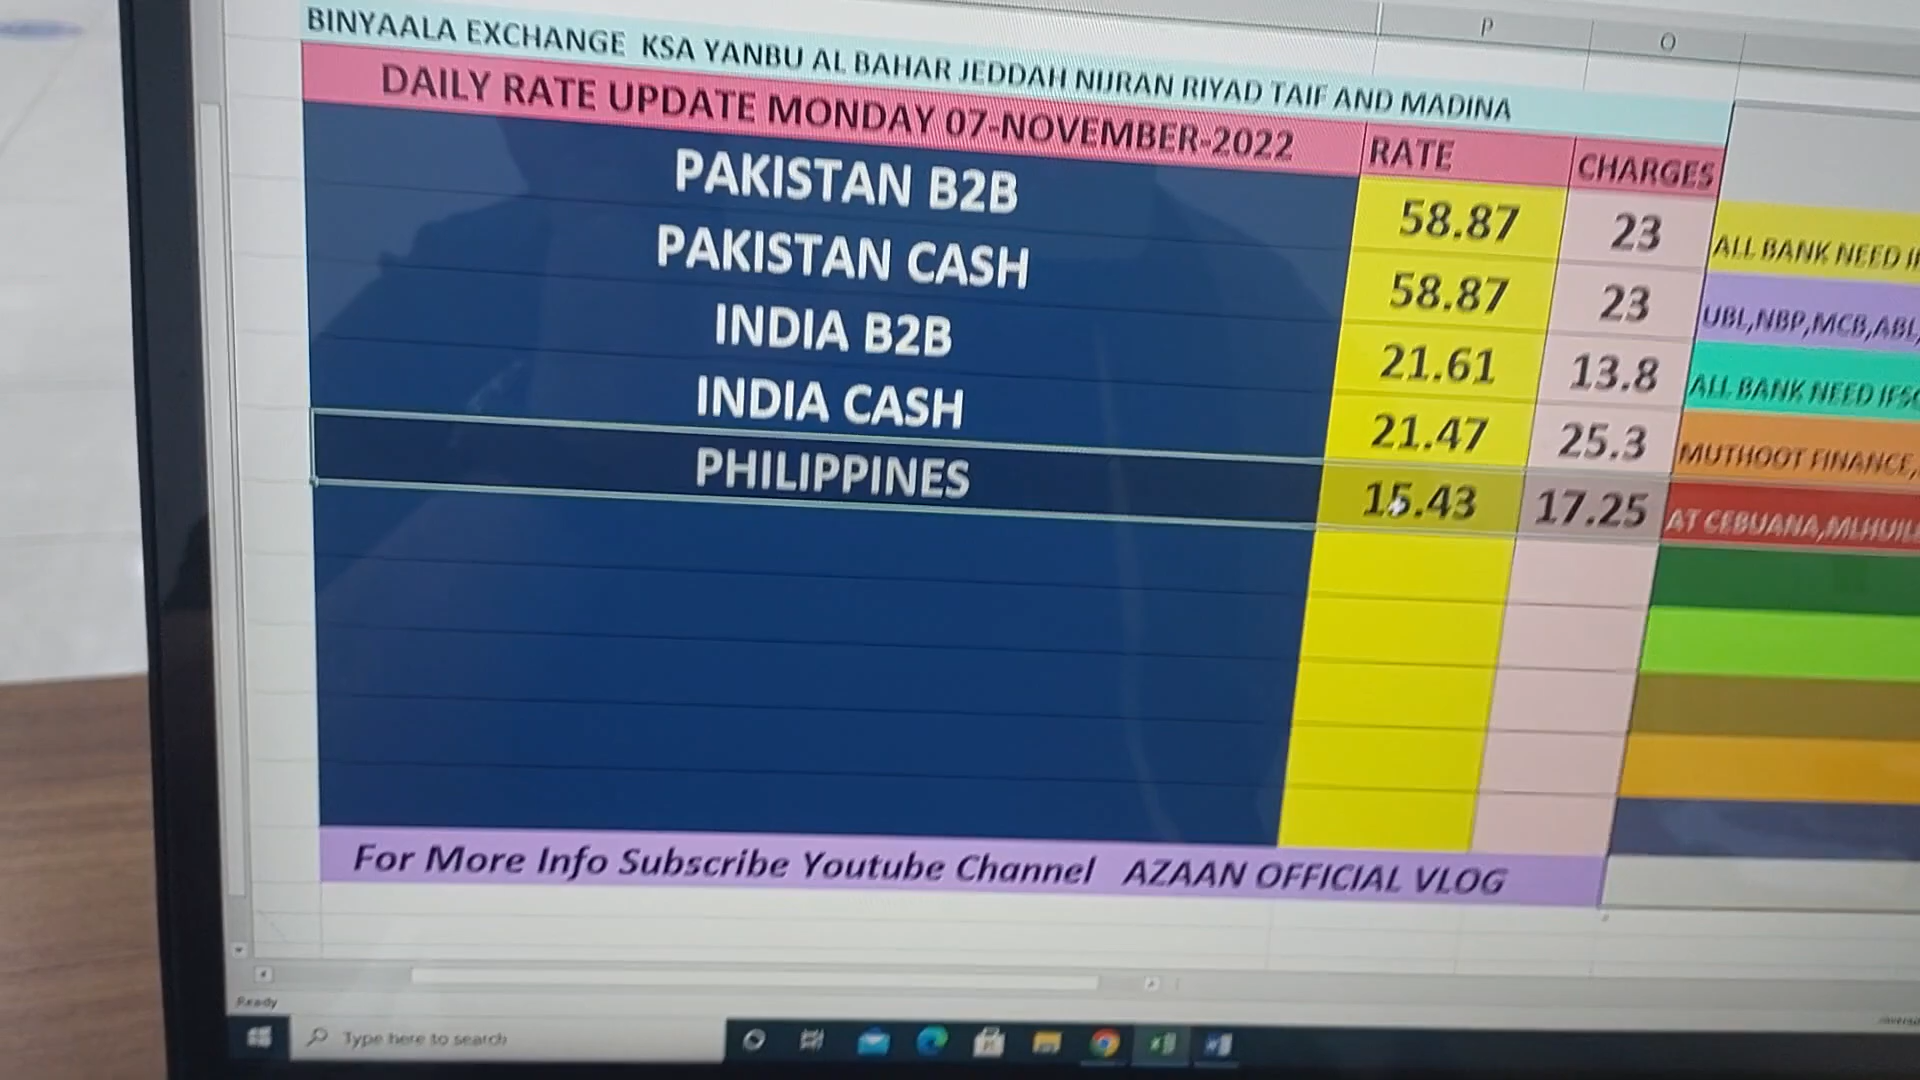 P O
BINYAALA EXCHANGE KSA YANBU AL BAHAR JEDDAH NIJRAN RIYAD TAIF AND MADINA
DAILY RATE UPDATE MONDAY 07-NOVEMBER-2022 RATE CHARGES
PAKISTAN B2B 58.87 23 ALL BANK NEED
PAKISTAN CASH 58.87 23 UBL,NBP,MCB,ABL,
INDIA B2B 21.61 13.8 ALL BANK NEED IFSC
INDIA CASH 21.47 25.3 MUTHOOT FINANCE,
PHILIPPINES 15.43 17.25 AT CEBUANA,MLHUIL
For More Info Subscribe Youtube Channel AZAAN OFFICIAL VLOG
Ready
Type here to search